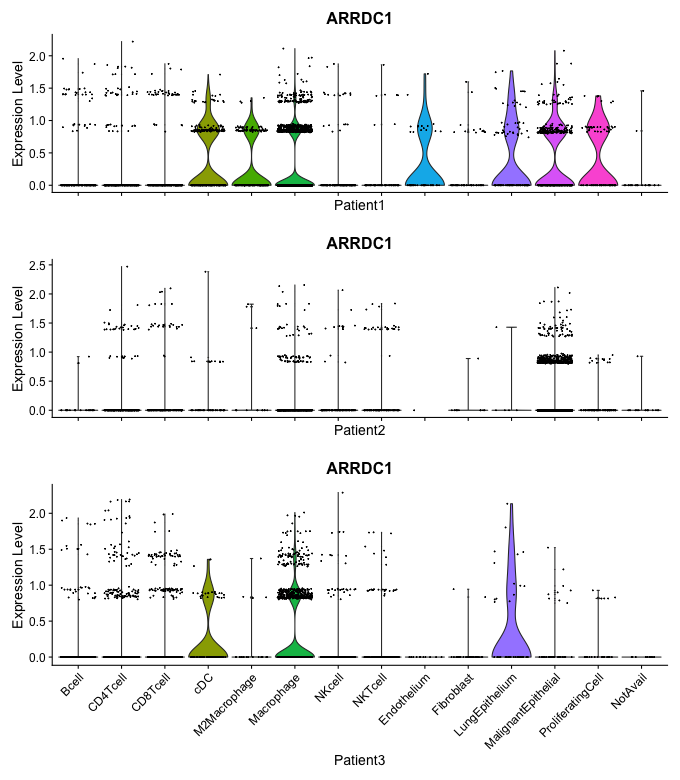 ARRDC1
Expression Level
2.0
1.5
1.0
0.5
0.0
Patient1
ARRDC1
Expression Level
2.5
2.0
1.5
1.0
0.5
0.0
Patient2
ARRDC1
Expression Level
2.0
1.5
1.0
0.5
0.0
Bcell
CD4Tcell
CD8Tcell
cDC
M2Macrophage
Macrophage
NKcell
NKTcell
Endothelium
Fibroblast
LungEpithelium
MalignantEpithelial
ProliferatingCell
NotAvail
Patient3